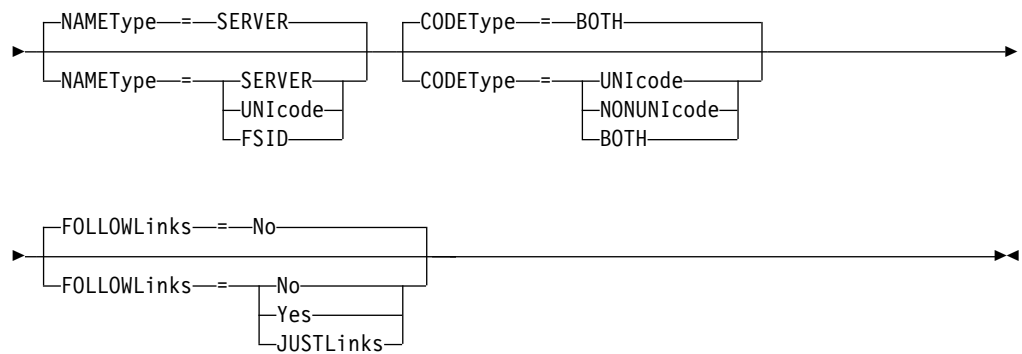 NAMEType = SERVER CODEType = BOTH
NAMEType = SERVER CODEType = UNIcode
UNIcode NONUNIcode
FSID BOTH
FOLLOWLinks = No
FOLLOWLinks = No
Yes
JUSTLinks